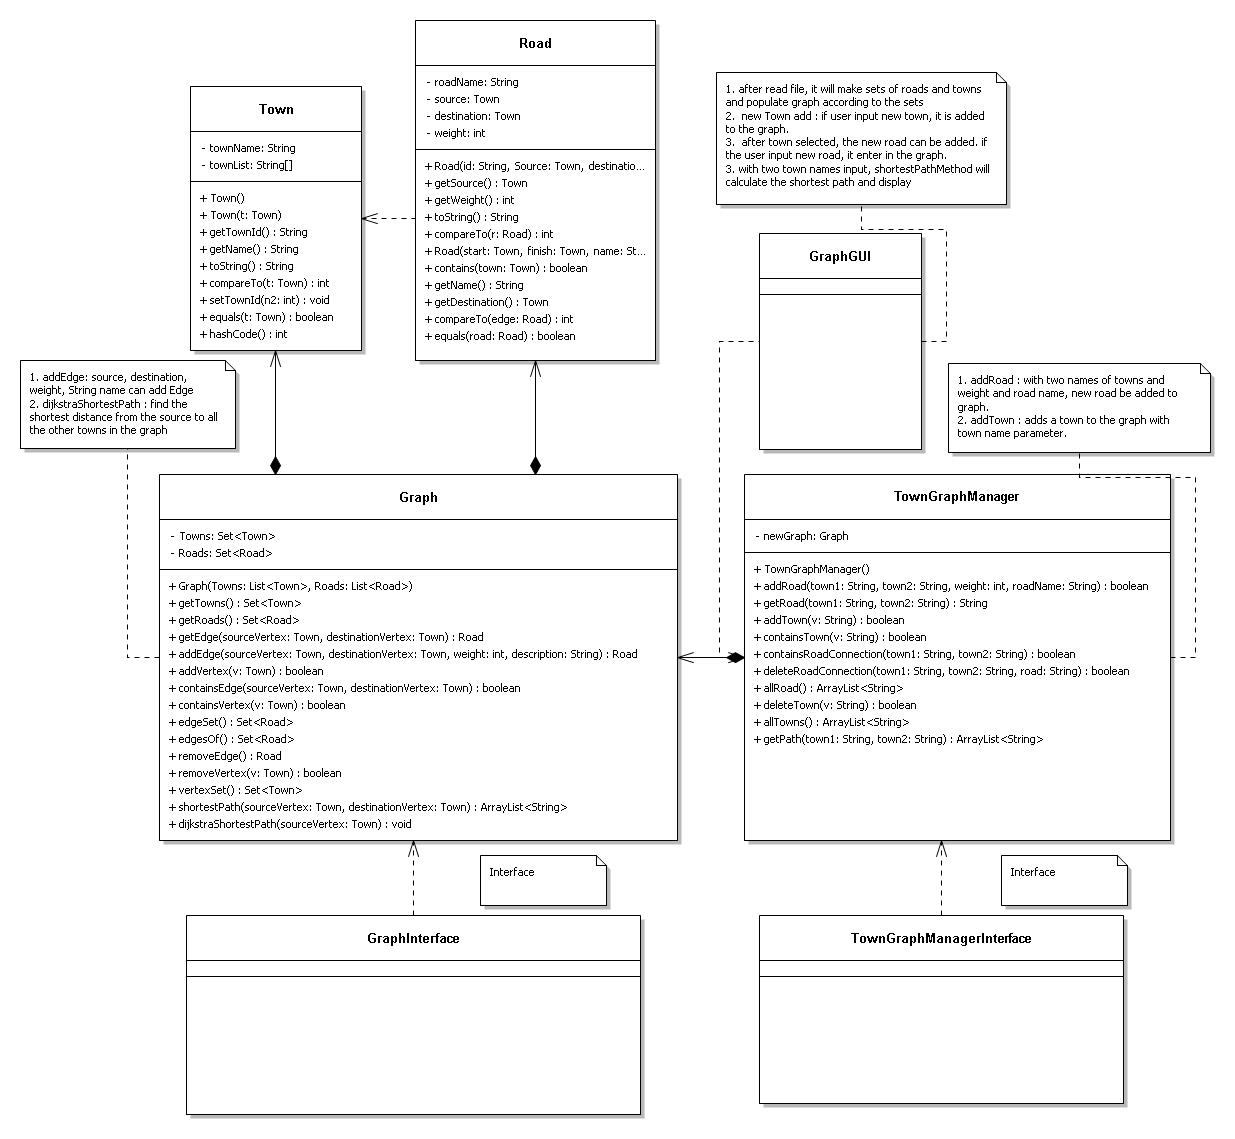 Road
- roadName: String
- source: Town
- destination: Town
- weight: int
+ Road(id: String, Source: Town, destinatio...
+ getSource() : Town
+ getWeight() : int
+ toString() : String
+ compareTo(r: Road) : int
+ Road(start: Town, finish: Town, name: St...
+ contains(town: Town) : boolean
+ getName() : String
+ getDestination() : Town
+ compareTo(edge: Road) : int
+ equals(road: Road) : boolean
Town
- townName: String
- townList: String[]
+ Town()
+ Town(t: Town)
+ getTownId() : String
+ getName() : String
+ toString() : String
+ compareTo(t: Town) : int
+ setTownId(n2: int) : void
+ equals(t: Town) : boolean
+ hashCode() : int
1. after read file, it will make sets of roads and towns
and populate graph according to the sets
2. new Town add : if user input new town, it is added
to the graph.
3. after town selected, the new road can be added. if
the user input new road, it enter in the graph.
3. with two town names input, shortestPathMethod will
calculate the shortest path and display
GraphGUI
1. addEdge: source, destination,
weight, String name can add Edge
2. dijkstraShortestPath : find the
shortest distance from the source to all
the other towns in the graph
1. addRoad : with two names of towns and
weight and road name, new road be added to
graph.
2. addTown : adds a town to the graph with
town name parameter.
Graph
- Towns: Set<Town>
- Roads: Set<Road>
+ Graph(Towns: List<Town>, Roads: List<Road>)
+ getTowns() : Set<Town>
+ getRoads() : Set<Road>
+ getEdge(sourceVertex: Town, destinationVertex: Town) : Road
+ addEdge(sourceVertex: Town, destinationVertex: Town, weight: int, description: String) : Road
+ addVertex(v: Town) : boolean
+ containsEdge(sourceVertex: Town, destinationVertex: Town) : boolean
+ containsVertex(v: Town) : boolean
+ edgeSet() : Set<Road>
+ edgesOf() : Set<Road>
+ removeEdge() : Road
+ removeVertex(v: Town) : boolean
+ vertexSet() : Set<Town>
+ shortestPath(sourceVertex: Town, destinationVertex: Town) : ArrayList<String>
+ dijkstraShortestPath(sourceVertex: Town) : void
TownGraphManager
- newGraph: Graph
+ TownGraphManager()
+ addRoad(town1: String, town2: String, weight: int, roadName: String) : boolean
+ getRoad(town1: String, town2: String) : String
+ addTown(v: String) : boolean
+ containsTown(v: String) : boolean
+ containsRoadConnection(town1: String, town2: String) : boolean
+ deleteRoadConnection(town1: String, town2: String, road: String) : boolean
+ allRoad() : ArrayList<String>
+ deleteTown(v: String) : boolean
+ allTowns() : ArrayList<String>
+ getPath(town1: String, town2: String) : ArrayList<String>
Interface
Interface
GraphInterface
TownGraphManagerInterface